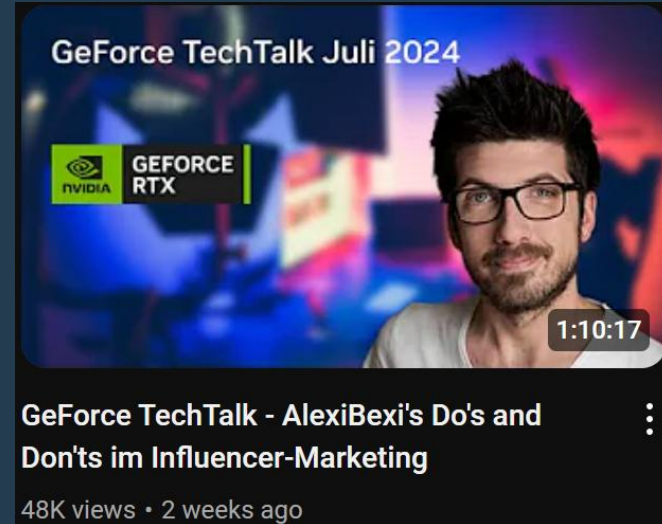 GeForce TechTalk Juli 2024
NVIDIA
GEFORCE
RTX
1:10:17
GeForce TechTalk - AlexiBexi's Do's and
Don'ts im Influencer-Marketing
48K views • 2 weeks ago